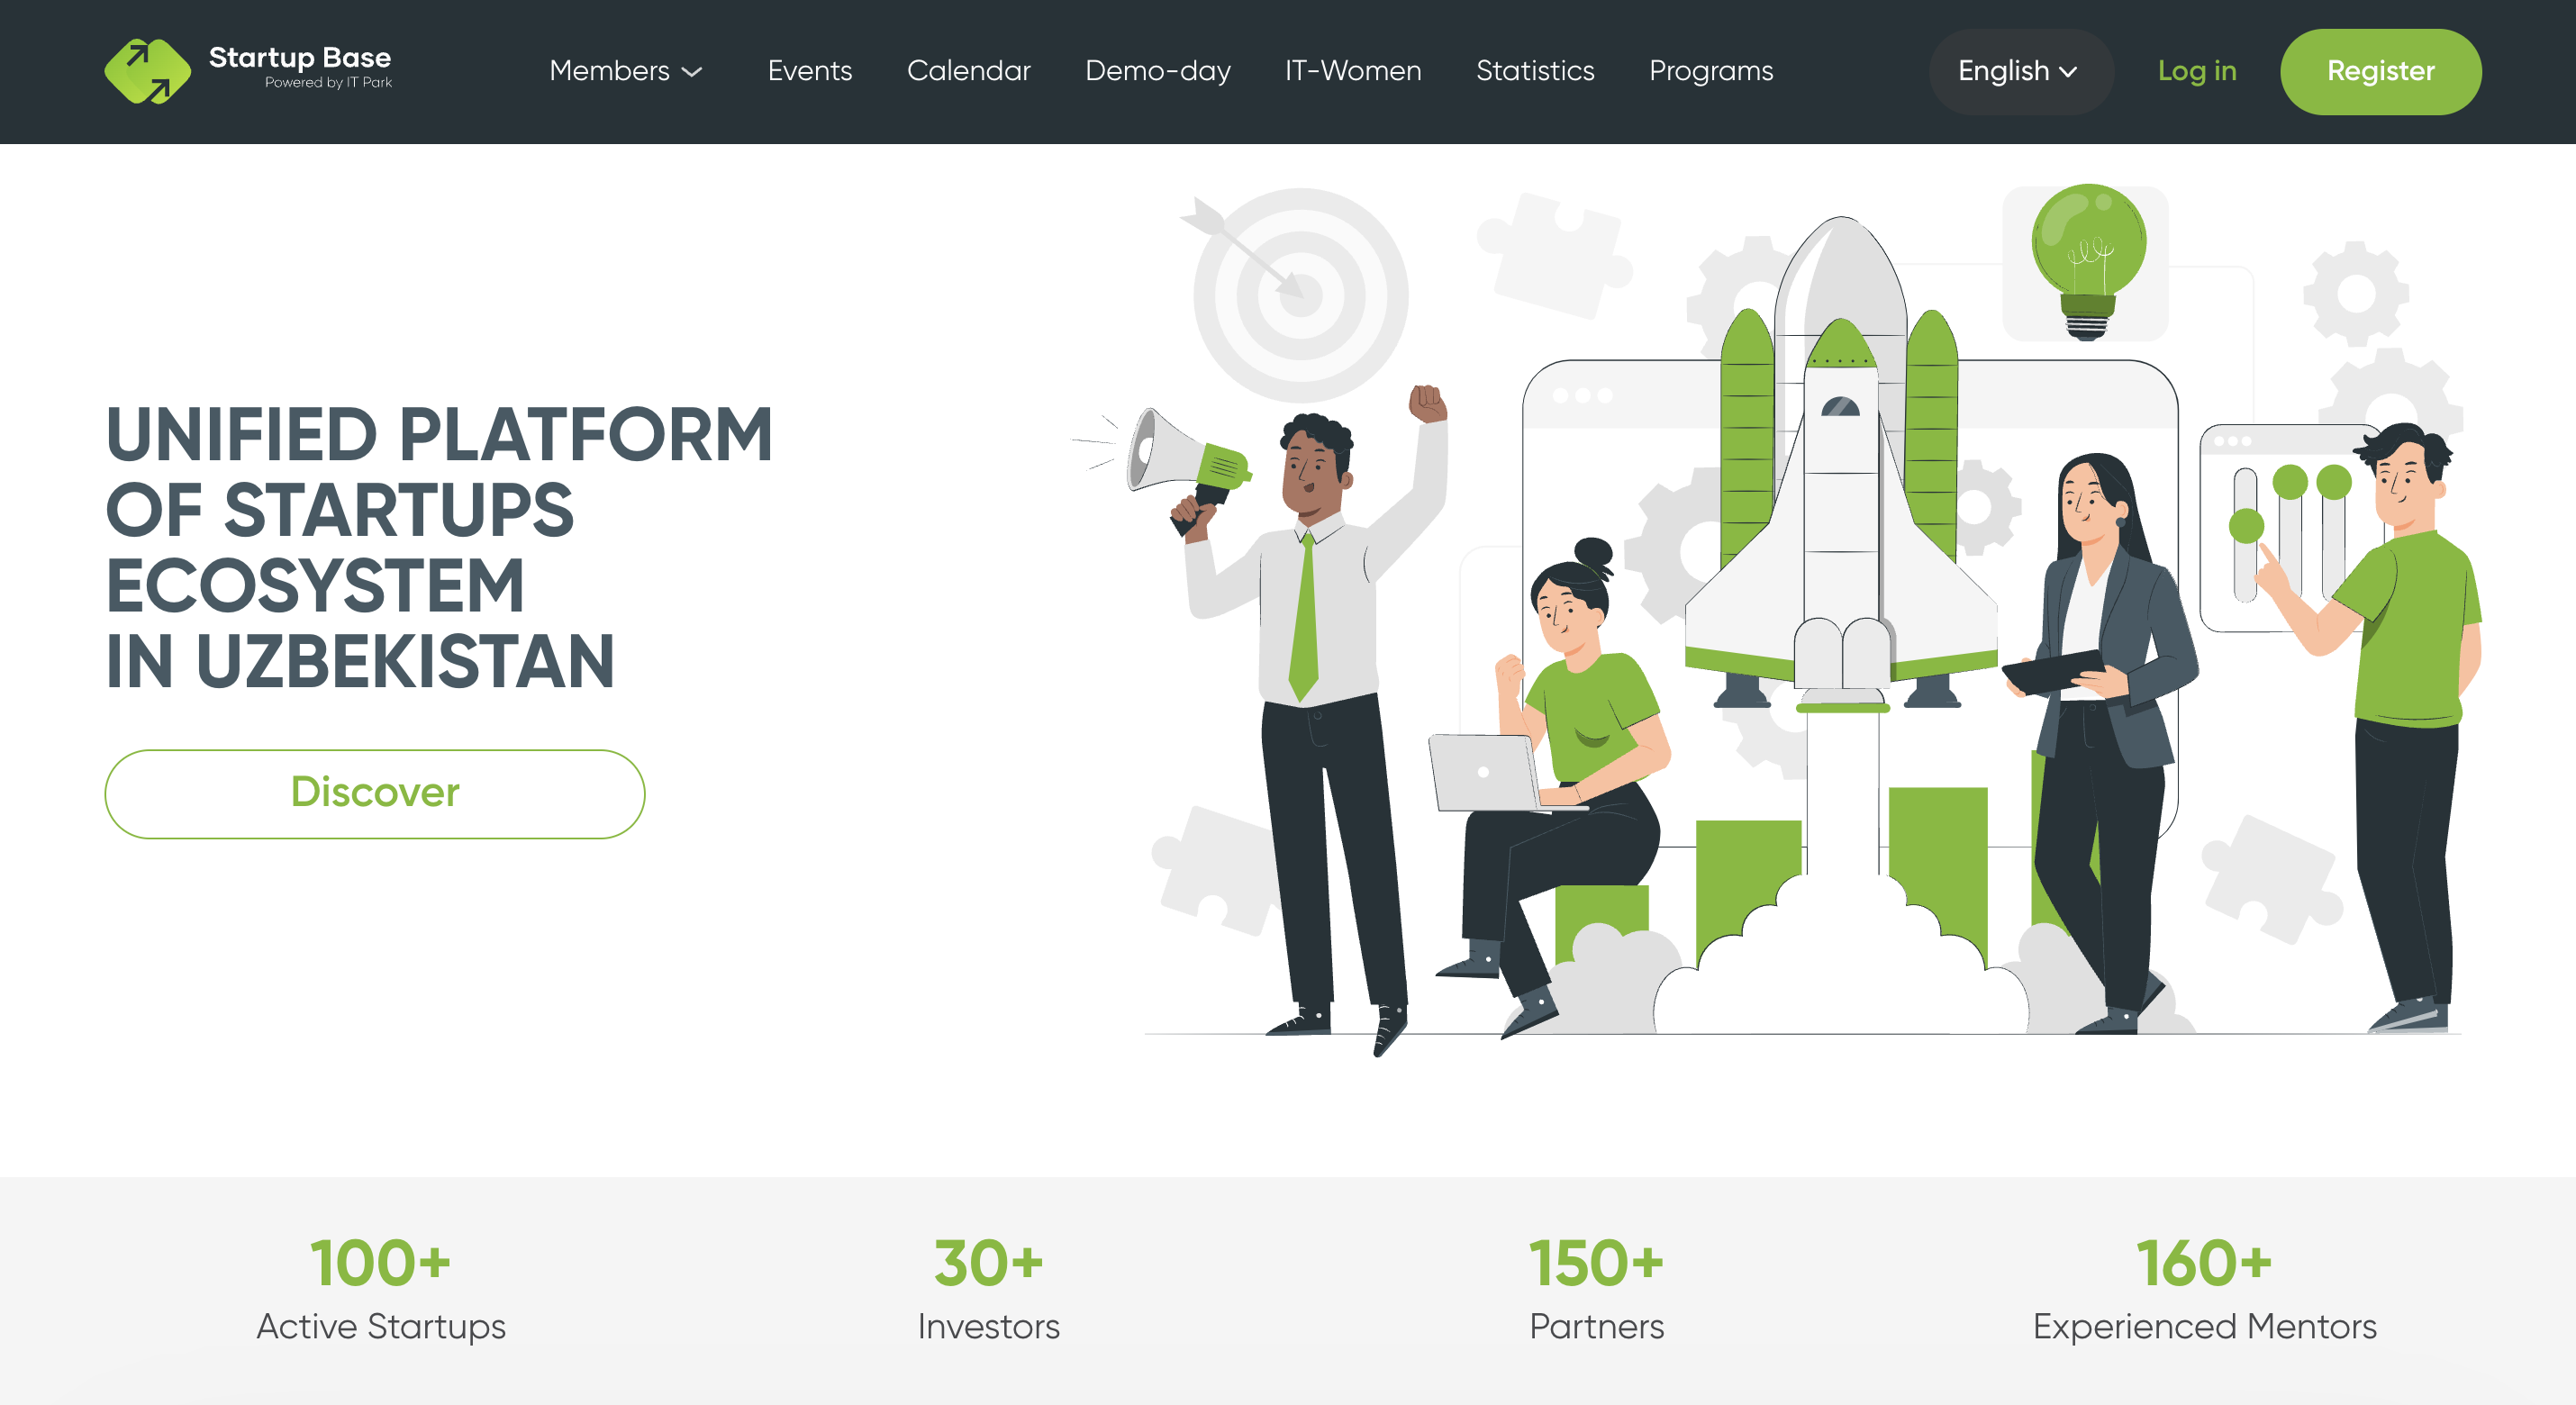 Startup Base
Powered by IT Park
Members
Events
Calendar
Demo-day
IT-Women
Statistics
Programs
English
Log in
Register
UNIFIED PLATFORM
OF STARTUPS
ECOSYSTEM
IN UZBEKISTAN
Discover
100+
Active Startups
30+
Investors
150+
Partners
160+
Experienced Mentors